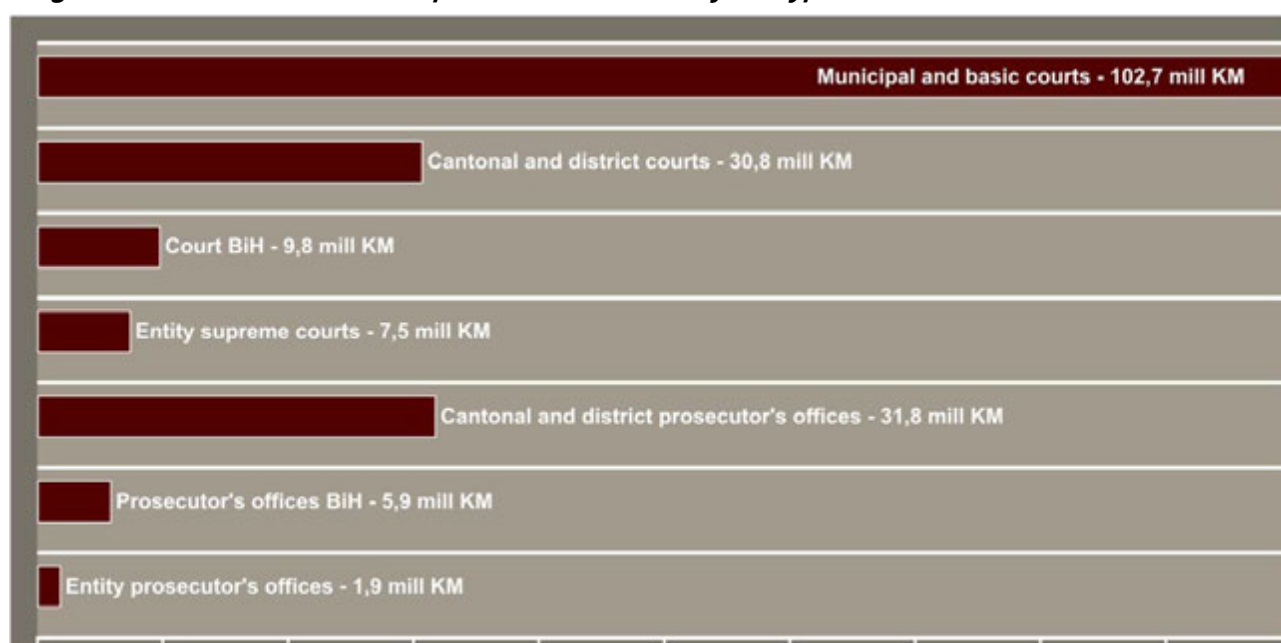 Municipal and basic courts - 102,7 mill KM
Cantonal and district courts - 30,8 mill KM
Court BiH - 9,8 mill KM
Entity supreme courts - 7,5 mill KM
Cantonal and district prosecutor's offices - 31,8 mill KM
Prosecutor's offices BiH - 5,9 mill KM
Entity prosecutor's offices - 1,9 mill KM